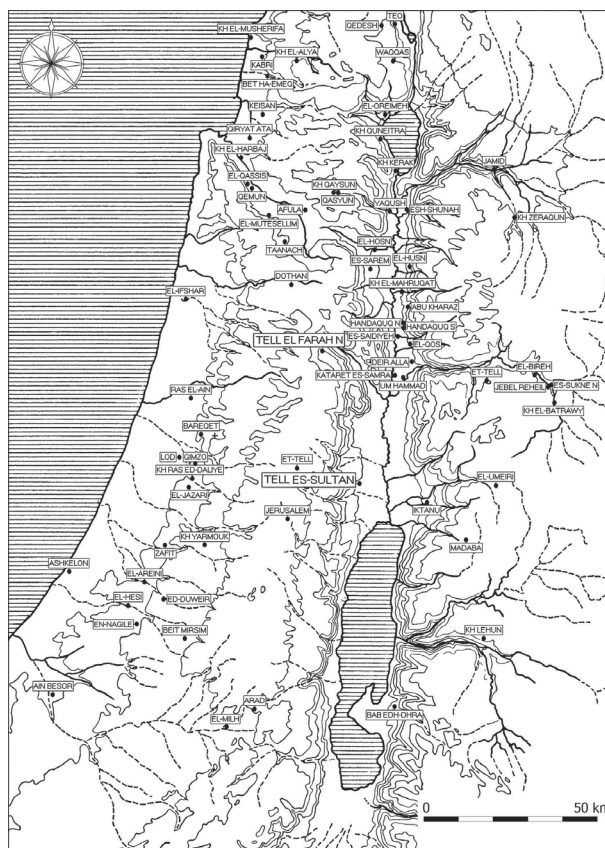 TEO
QEDESH
KH EL-MUSHERIFA
KH EL-ALYA
WAQQAS
KABRI
BET HA-EMEQ
KEISAN
EL-OREIMEH
QIRYAT ATA
KH QUNEITRA
KH EL-HARBAJ
KH KERAK
JAMID
EL-QASSIS
KH QAYSUN
QEMUN
QASYUN
YAQUSH
ESH-SHUNAH
AFULA
EL-MUTESELLIM
KH ZERAQUN
TAANACH
EL-HOSN
ES-SAREM
EL-HUSN
DOTHAN
KH EL-MAHRUQAT
EL-IFSHAR
ABU KHARAZ
HANDAQUQ N
HANDAQUQ S
TELL EL FARAH N
ES-SAIDIYEH
EL-QOS
DEIR ALLA
EL-BIREH
KATARET ES-SAMRA
ET-TELL
UM HAMMAD
JEBEL REHEIL
ES-SUKNE N
RAS EL-AIN
KH EL-BATRAWY
BAREQET
LOD
GIMZO
ET-TELL
KH RAS ED-DALIYE
TELL ES-SULTAN
EL-UMEIRI
EL-JAZARI
IKTANU
JERUSALEM
KH YARMOUK
MADABA
ZAFIT
ASHKELON
EL-AREINI
EL-HESI
ED-DUWEIR
EN-NAGILE
BEIT MIRSIM
KH LEHUN
AIN BESOR
ARAD
EL-MILH
BAB EDH-DHRA
0 50 km